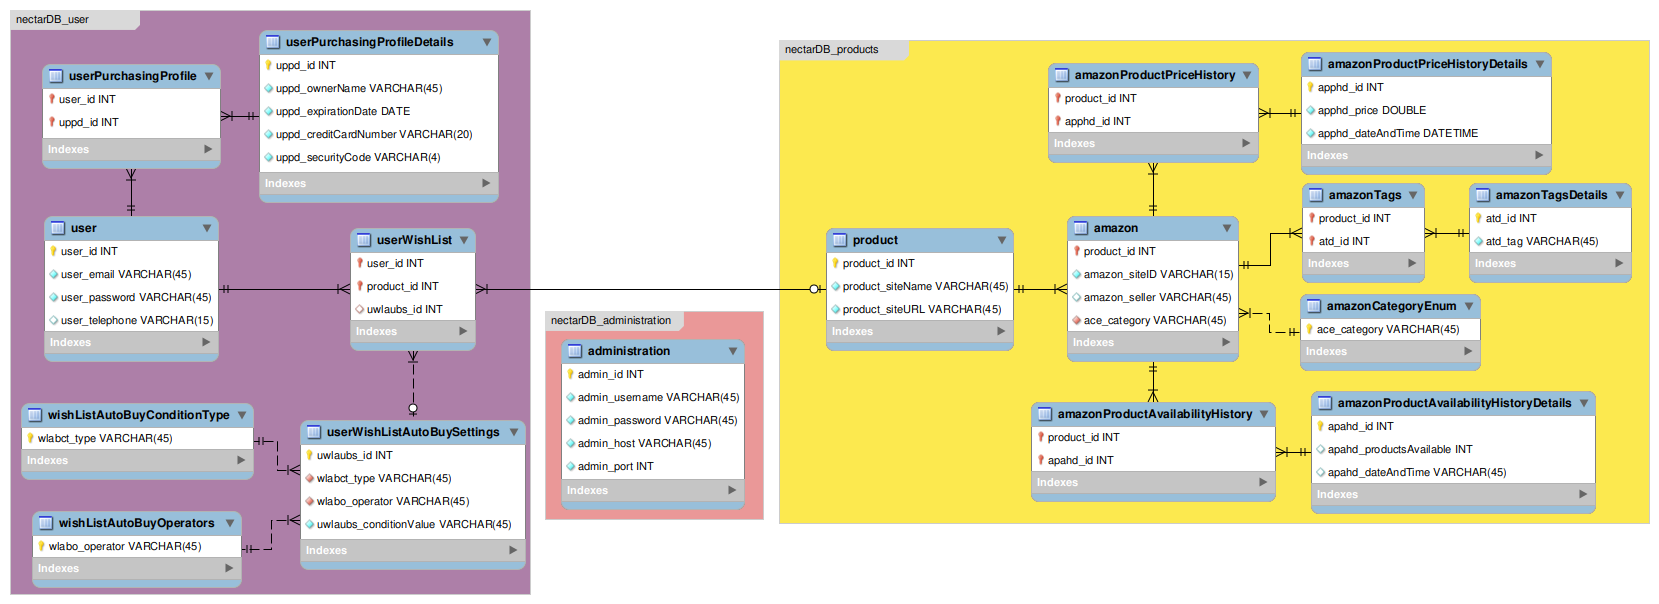 nectarDB_user
userPurchasingProfileDetails
uppd_id INT
uppd_ownerName VARCHAR(45)
uppd_expirationDate DATE
uppd_creditCardNumber VARCHAR(20)
uppd_securityCode VARCHAR(4)
Indexes
userPurchasingProfile
user_id INT
uppd_id INT
Indexes
user
user_id INT
user_email VARCHAR(45)
user_password VARCHAR(45)
user_telephone VARCHAR(15)
Indexes
userWishList
user_id INT
product_id INT
uwlaubs_id INT
Indexes
wishListAutoBuyConditionType
wlabct_type VARCHAR(45)
Indexes
userWishListAutoBuySettings
uwlaubs_id INT
wlabct_type VARCHAR(45)
wlabo_operator VARCHAR(45)
uwlaubs_conditionValue VARCHAR(45)
Indexes
wishListAutoBuyOperators
wlabo_operator VARCHAR(45)
Indexes
nectarDB_administration
administration
admin_id INT
admin_username VARCHAR(45)
admin_password VARCHAR(45)
admin_host VARCHAR(45)
admin_port INT
Indexes
nectarDB_products
amazonProductPriceHistory
product_id INT
apphd_id INT
Indexes
amazonProductPriceHistoryDetails
apphd_id INT
apphd_price DOUBLE
apphd_dateAndTime DATETIME
Indexes
amazonTags
product_id INT
atd_id INT
Indexes
amazonTagsDetails
atd_id INT
atd_tag VARCHAR(45)
Indexes
product
product_id INT
product_siteName VARCHAR(45)
product_siteURL VARCHAR(45)
Indexes
amazon
product_id INT
amazon_siteID VARCHAR(15)
amazon_seller VARCHAR(45)
ace_category VARCHAR(45)
Indexes
amazonCategoryEnum
ace_category VARCHAR(45)
Indexes
amazonProductAvailabilityHistory
product_id INT
apahd_id INT
Indexes
amazonProductAvailabilityHistoryDetails
apahd_id INT
apahd_productsAvailable INT
apahd_dateAndTime VARCHAR(45)
Indexes